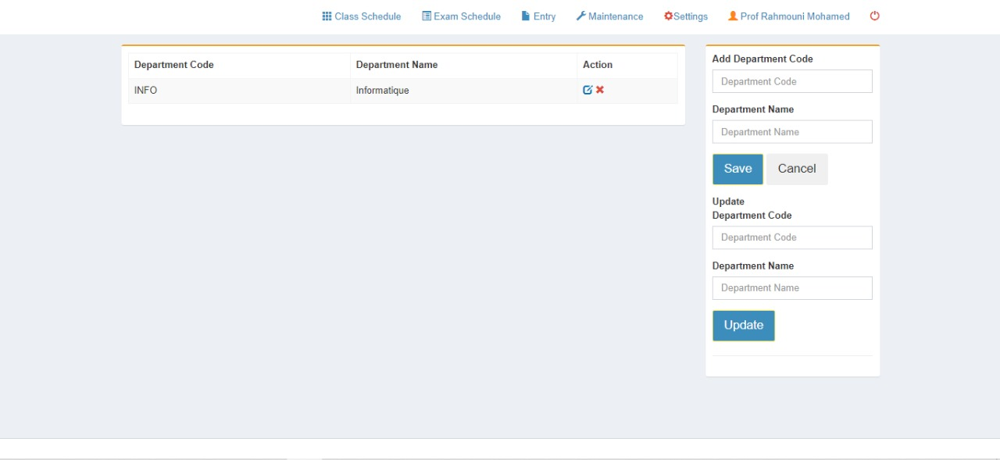 Class Schedule Exam Schedule Entry Maintenance Settings Prof Rahmouni Mohamed
Department Code Department Name Action
INFO Informatique
Add Department Code
Department Code
Department Name
Department Name
Save Cancel
Update
Department Code
Department Code
Department Name
Department Name
Update